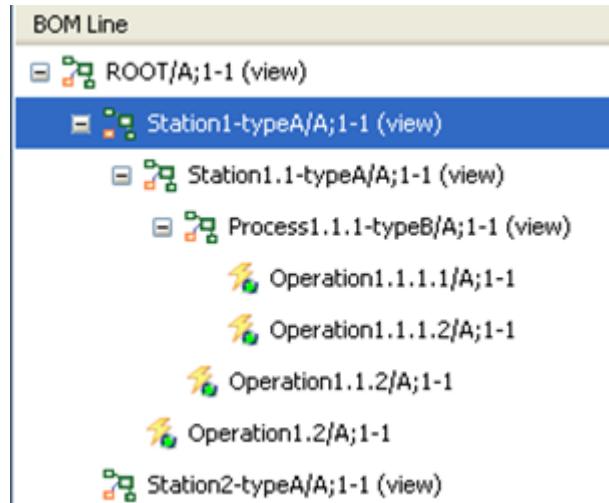 BOM Line
ROOT/A;1-1 (view)
Station1-typeA/A;1-1 (view)
Station1.1-typeA/A;1-1 (view)
Process1.1.1-typeB/A;1-1 (view)
Operation1.1.1.1/A;1-1
Operation1.1.1.2/A;1-1
Operation1.1.2/A;1-1
Operation1.2/A;1-1
Station2-typeA/A;1-1 (view)